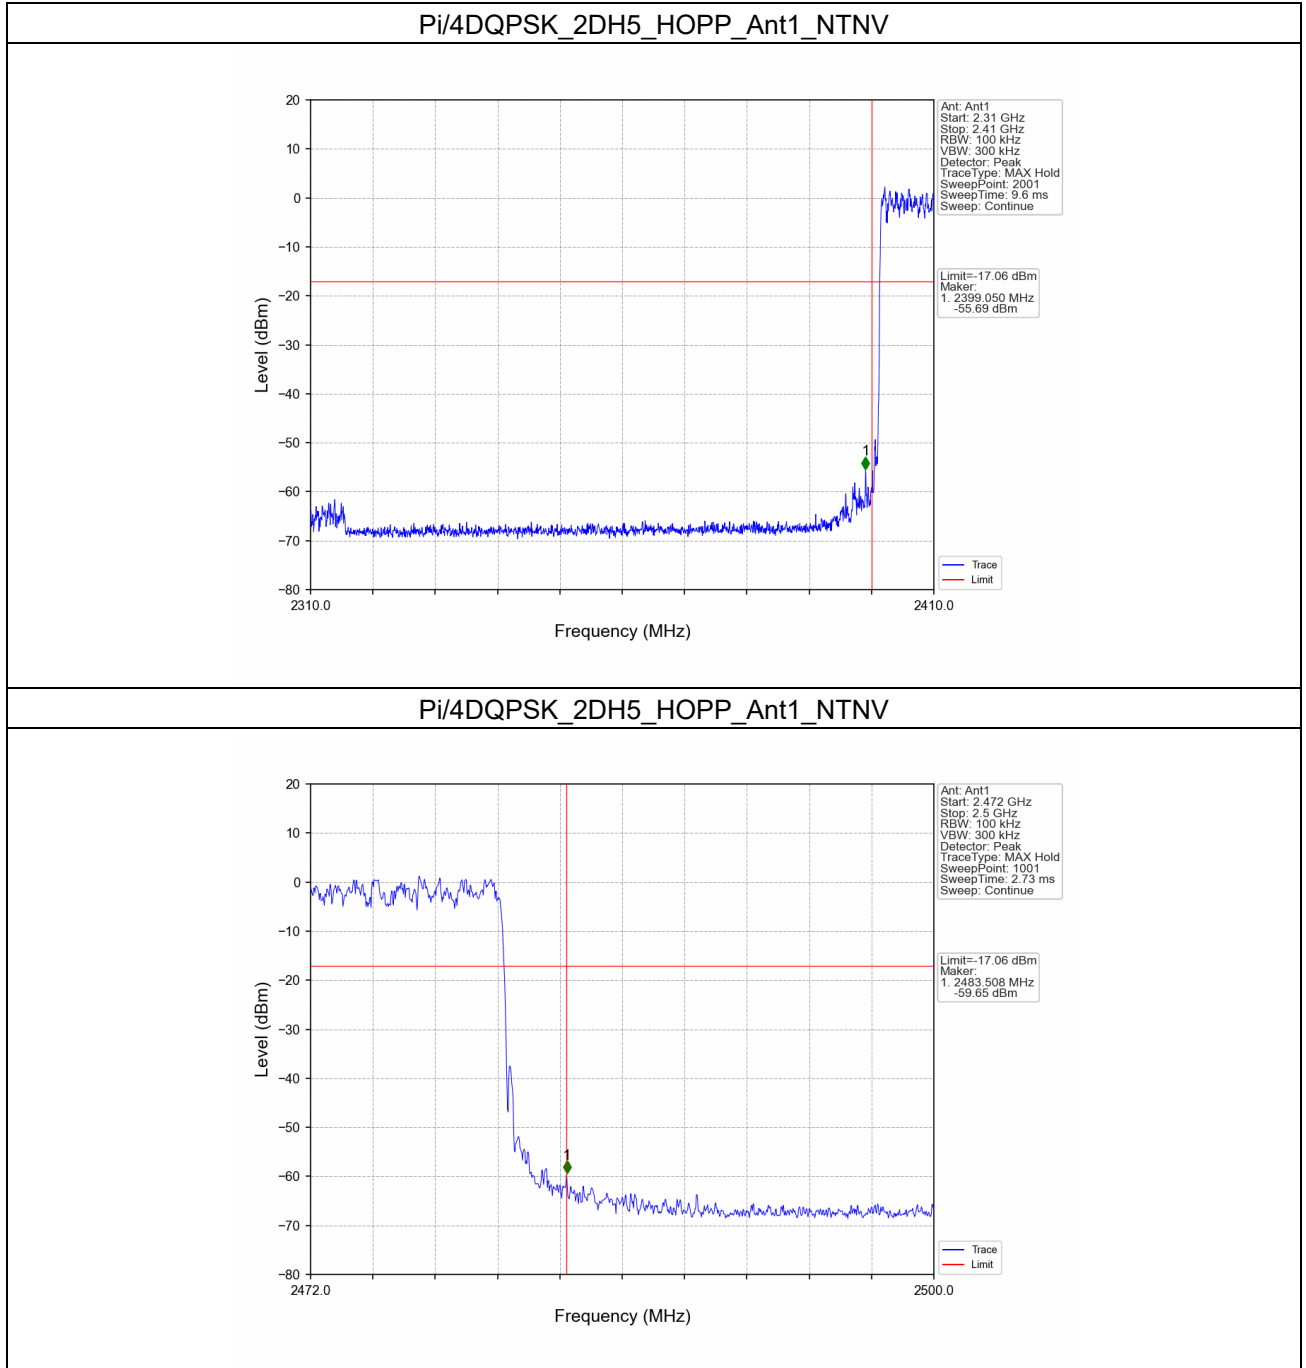 Pi/4DQPSK_2DH5_HOPP_Ant1_NTNV
20
10
0
−10
−20
−30
−40
−50
−60
−70
−80
Level (dBm)
1
2310.0
2410.0
Frequency (MHz)
Ant: Ant1
Start: 2.31 GHz
Stop: 2.41 GHz
RBW: 100 kHz
VBW: 300 kHz
Detector: Peak
TraceType: MAX Hold
SweepPoint: 2001
SweepTime: 9.6 ms
Sweep: Continue
Limit=-17.06 dBm
Maker:
1. 2399.050 MHz
-55.69 dBm
Trace
Limit
Pi/4DQPSK_2DH5_HOPP_Ant1_NTNV
20
10
0
−10
−20
−30
−40
−50
−60
−70
−80
Level (dBm)
1
2472.0
2500.0
Frequency (MHz)
Ant: Ant1
Start: 2.472 GHz
Stop: 2.5 GHz
RBW: 100 kHz
VBW: 300 kHz
Detector: Peak
TraceType: MAX Hold
SweepPoint: 1001
SweepTime: 2.73 ms
Sweep: Continue
Limit=-17.06 dBm
Maker:
1. 2483.508 MHz
-59.65 dBm
Trace
Limit